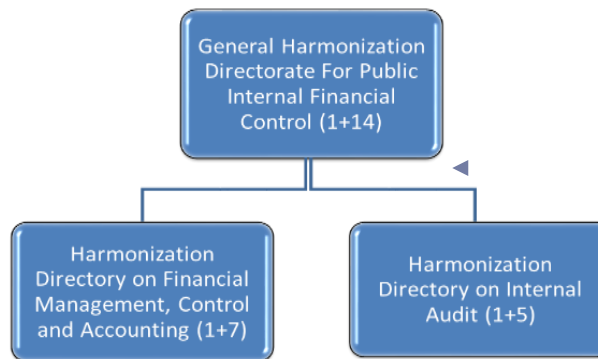 General Harmonization
Directorate For Public
Internal Financial
Control (1+14)
Harmonization
Directory on Financial
Management, Control
and Accounting (1+7)
Harmonization
Directory on Internal
Audit (1+5)